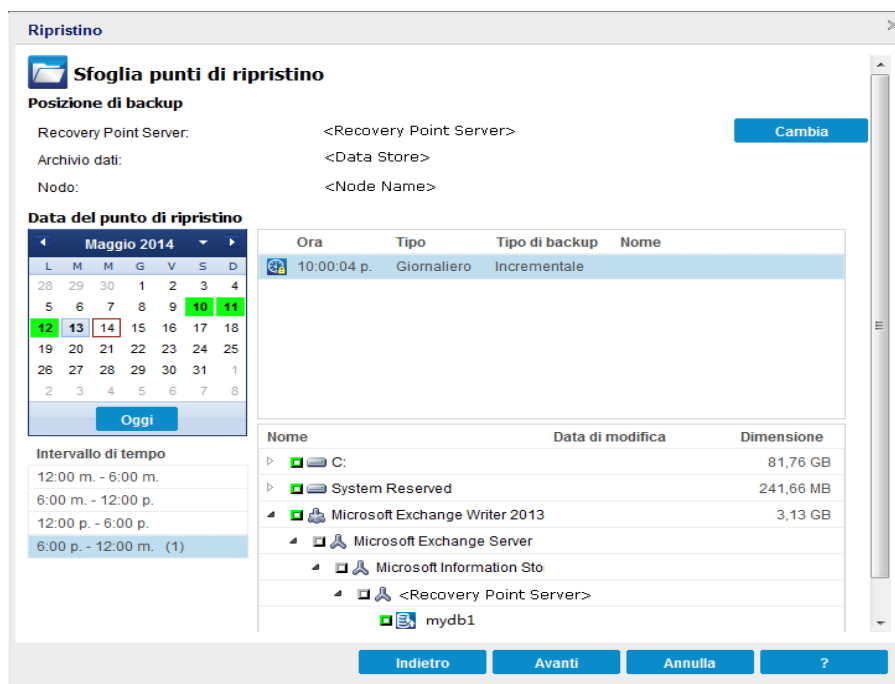 Ripristino
Sfoglia punti di ripristino
Posizione di backup
Recovery Point Server: <Recovery Point Server> Cambia
Archivio dati: <Data Store>
Nodo: <Node Name>
Data del punto di ripristino
Maggio 2014
L M M G V S D
28 29 30 1 2 3 4
5 6 7 8 9 10 11
12 13 14 15 16 17 18
19 20 21 22 23 24 25
26 27 28 29 30 31 1
2 3 4 5 6 7 8
Oggi
Intervallo di tempo
12:00 m. - 6:00 m.
6:00 m. - 12:00 p.
12:00 p. - 6:00 p.
6:00 p. - 12:00 m. (1)
Ora Tipo Tipo di backup Nome
10:00:04 p. Giornaliero Incrementale
Nome Data di modifica Dimensione
C: 81,76 GB
System Reserved 241,66 MB
Microsoft Exchange Writer 2013 3,13 GB
Microsoft Exchange Server
Microsoft Information Sto
<Recovery Point Server>
mydb1
Indietro Avanti Annulla ?